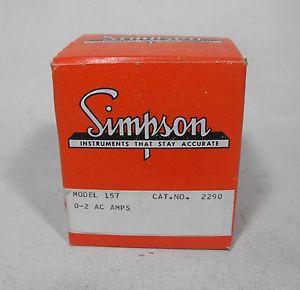 Simpson
INSTRUMENTS THAT STAY ACCURATE
MODEL 157 CAT.NO. 2290
0-2 AC AMPS